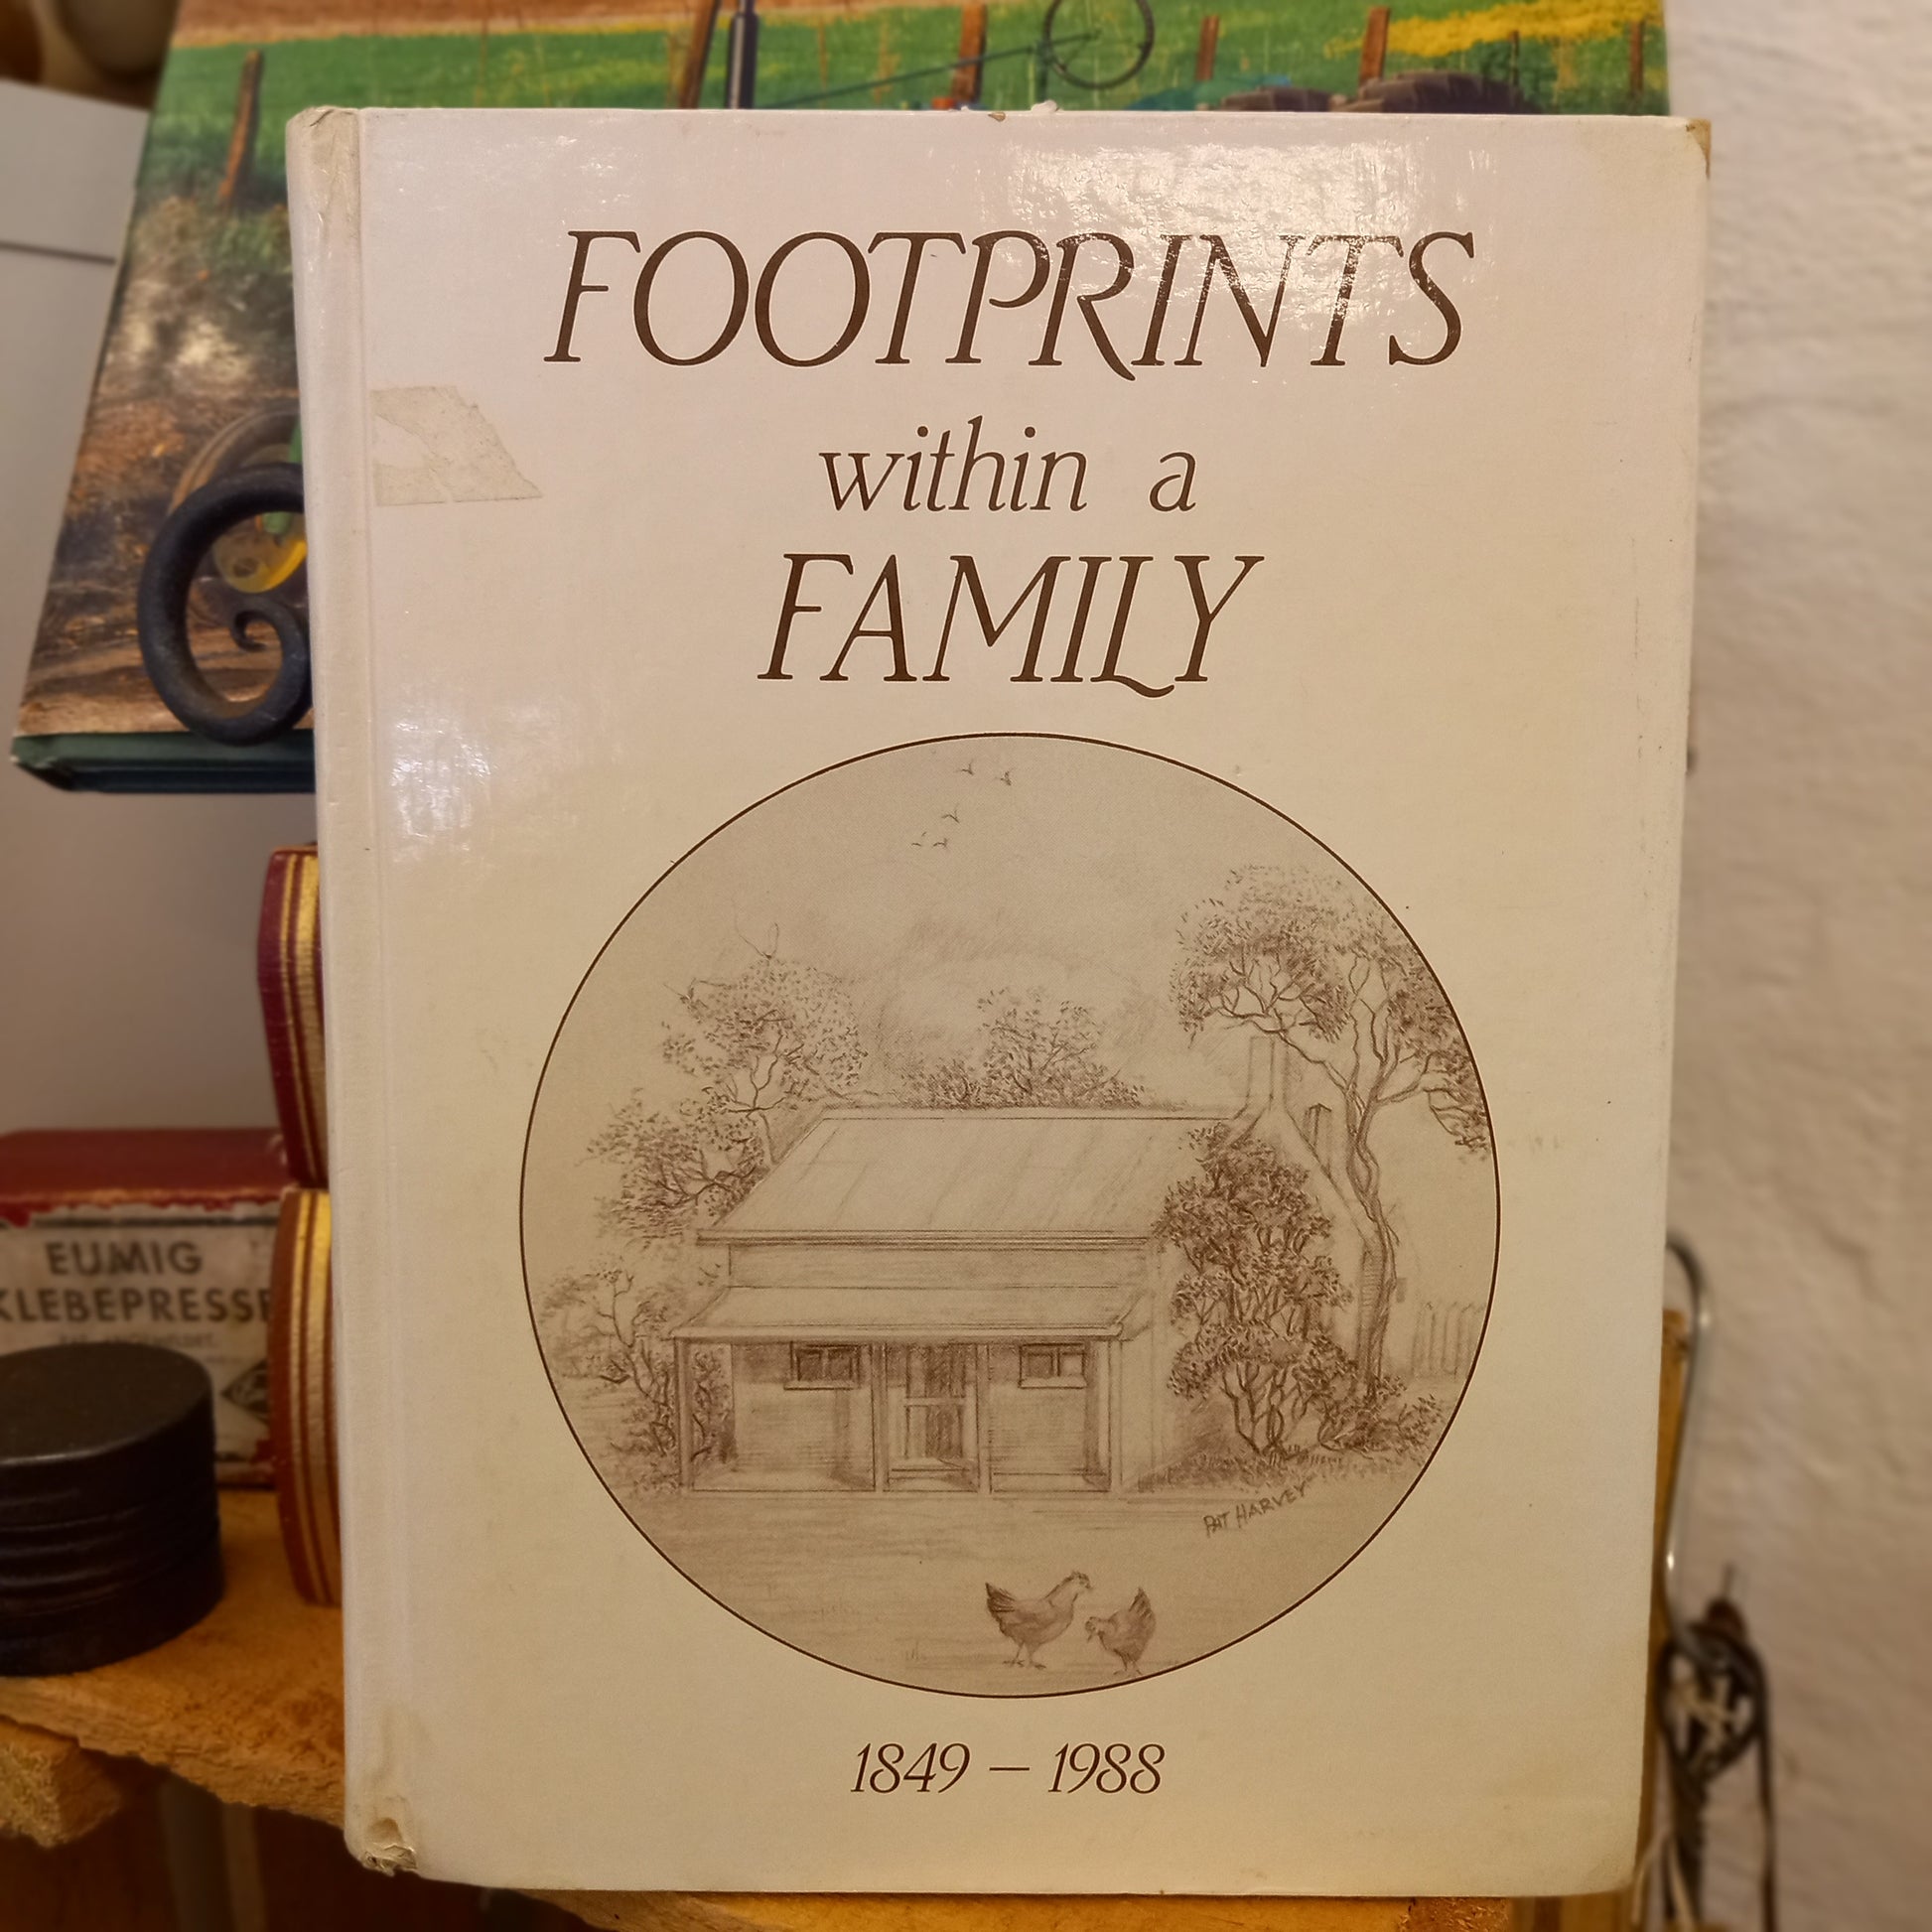 FOOTPRINTS
within a
FAMILY
PAT HARVEY
1849 – 1988
EUMIG
KLEBEPRESSE